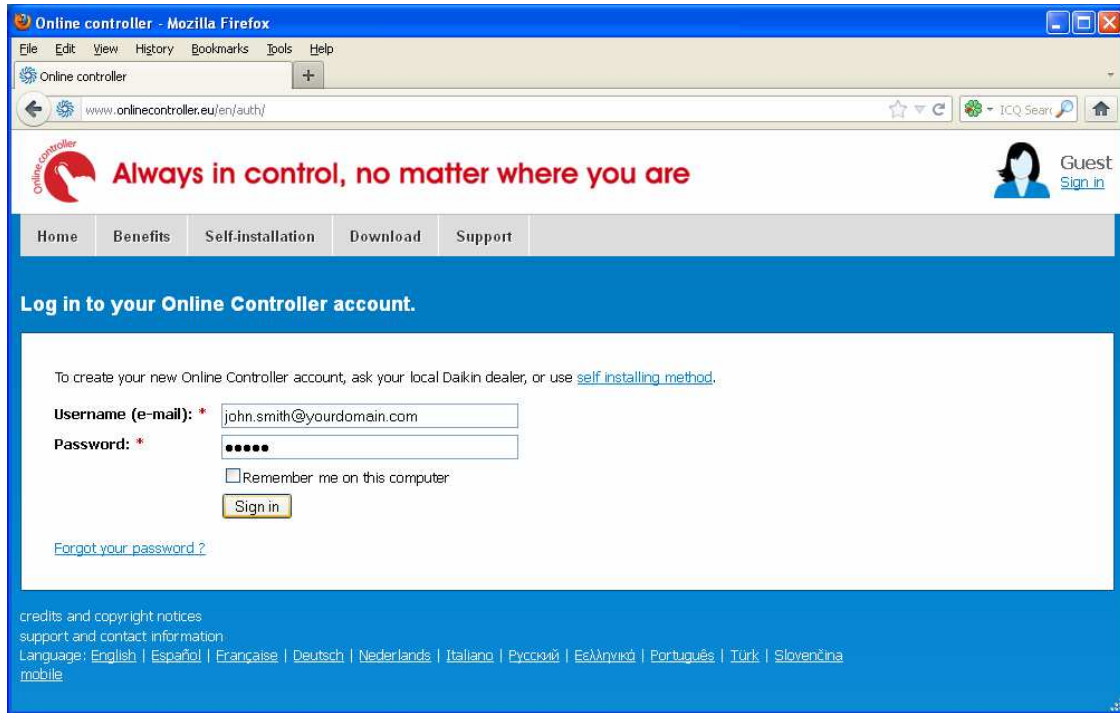 Online controller - Mozilla Firefox
File Edit View History Bookmarks Tools Help
Online controller
www.onlinecontroller.eu/en/auth/
ICQ Searc
Online controller
Always in control, no matter where you are
Guest
Sign in
Home Benefits Self-installation Download Support
Log in to your Online Controller account.
To create your new Online Controller account, ask your local Daikin dealer, or use self installing method.
Username (e-mail): * john.smith@yourdomain.com
Password: * •••••
Remember me on this computer
Sign in
Forgot your password ?
credits and copyright notices
support and contact information
Language: English | Español | Française | Deutsch | Nederlands | Italiano | Русский | Εελληνικά | Português | Türk | Slovenčina
mobile